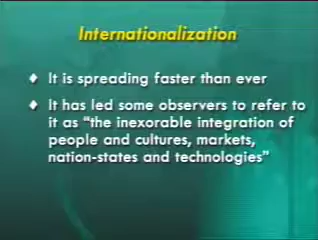 Internationalization
♦ It is spreading faster than ever
♦ It has led some observers to refer to
it as “the inexorable integration of
people and cultures, markets,
nation-states and technologies”